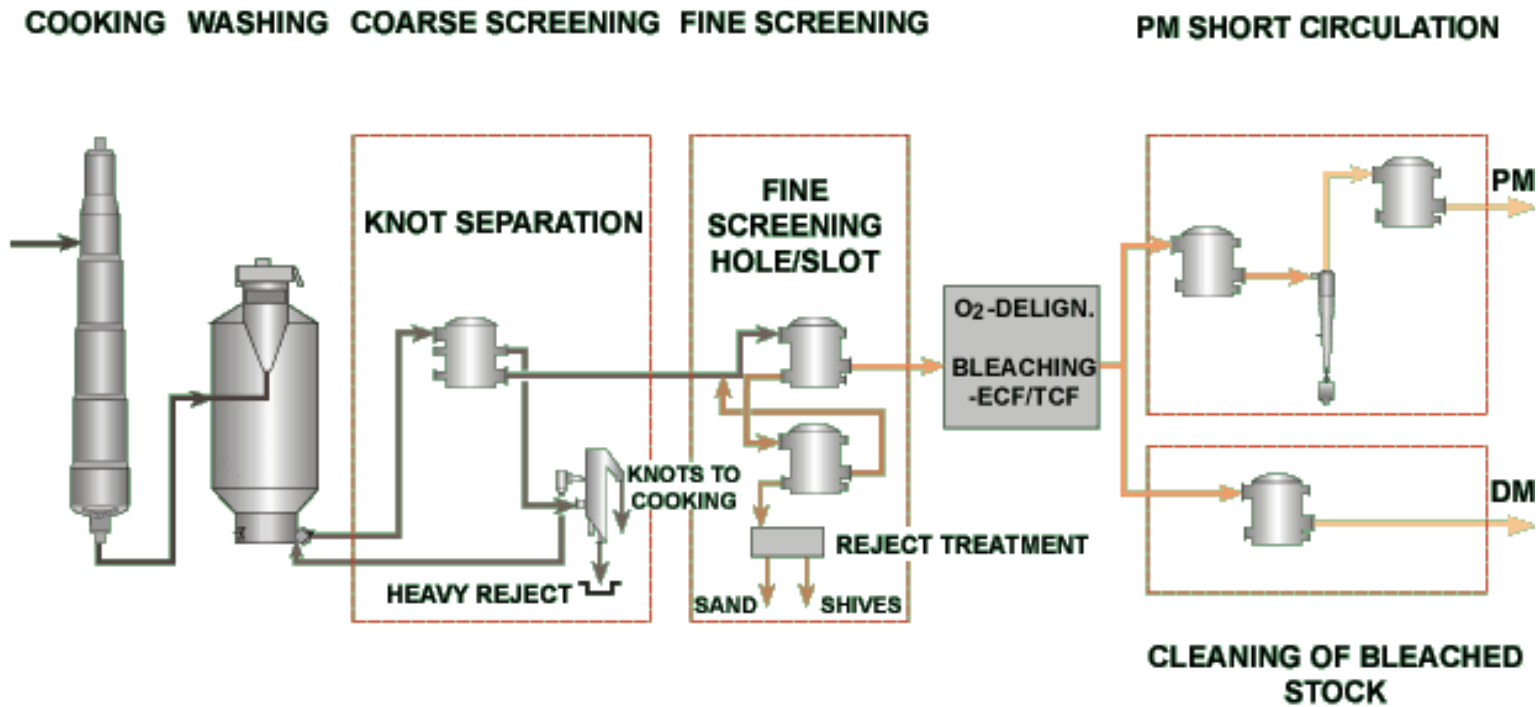 COOKING
WASHING
COARSE SCREENING
FINE SCREENING
PM SHORT CIRCULATION
KNOT SEPARATION
KNOTS TO
COOKING
HEAVY REJECT
FINE
SCREENING
HOLE/SLOT
REJECT TREATMENT
SAND
SHIVES
O2-DELIGN.
BLEACHING
-ECF/TCF
PM
DM
CLEANING OF BLEACHED
STOCK